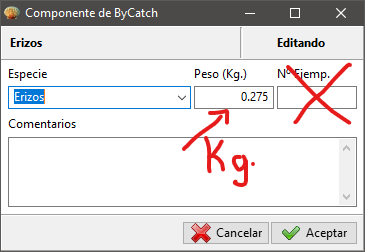 Componente de ByCatch
Erizos Editando
Especie Peso (Kg.) Nº Ejemp.
Erizos 0.275
Kg.
Comentarios
Cancelar Aceptar